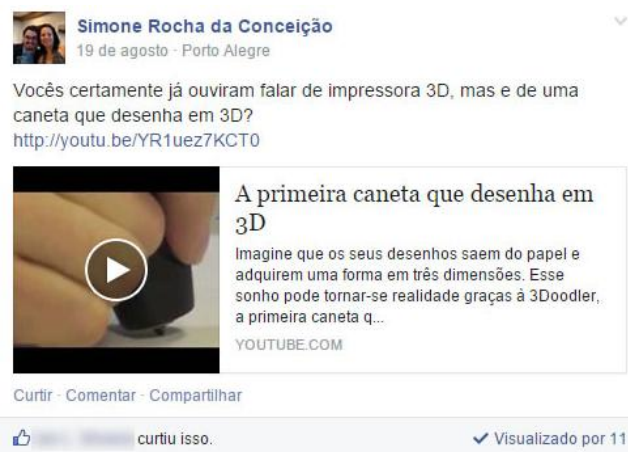 Simone Rocha da Conceição
19 de agosto · Porto Alegre
Vocês certamente já ouviram falar de impressora 3D, mas e de uma
caneta que desenha em 3D?
http://youtu.be/YR1uez7KCT0
A primeira caneta que desenha em
3D
Imagine que os seus desenhos saem do papel e
adquirem uma forma em três dimensões. Esse
sonho pode tornar-se realidade graças à 3Doodler,
a primeira caneta q...
YOUTUBE.COM
Curtir · Comentar · Compartilhar
curtiu isso.
Visualizado por 11